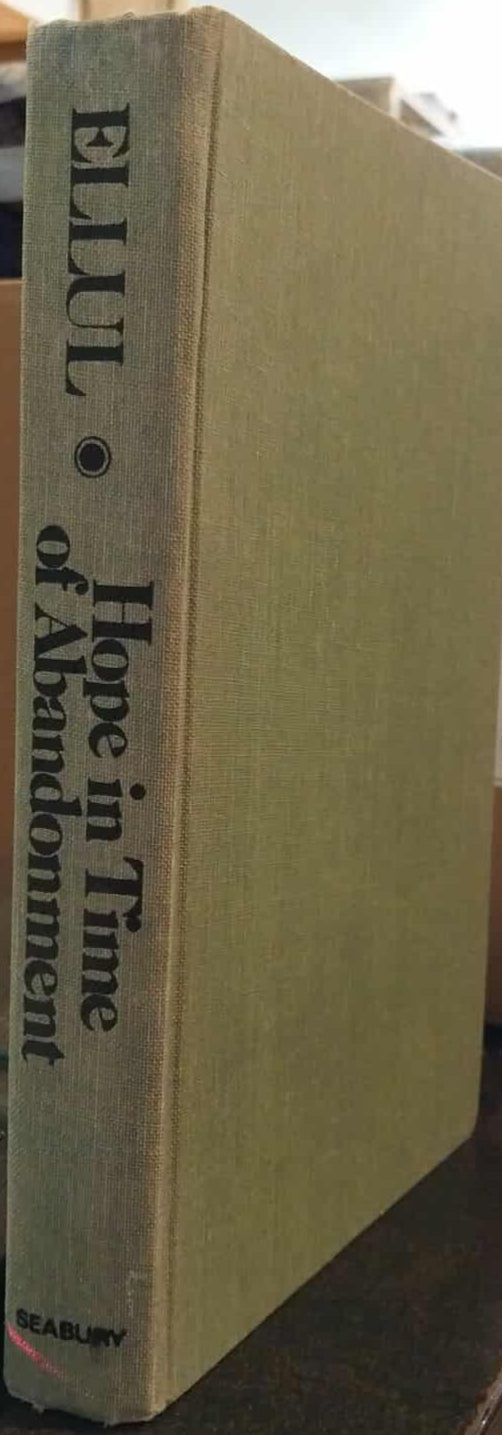 ELLUL
Hope in Time
of Abandonment
SEABURY